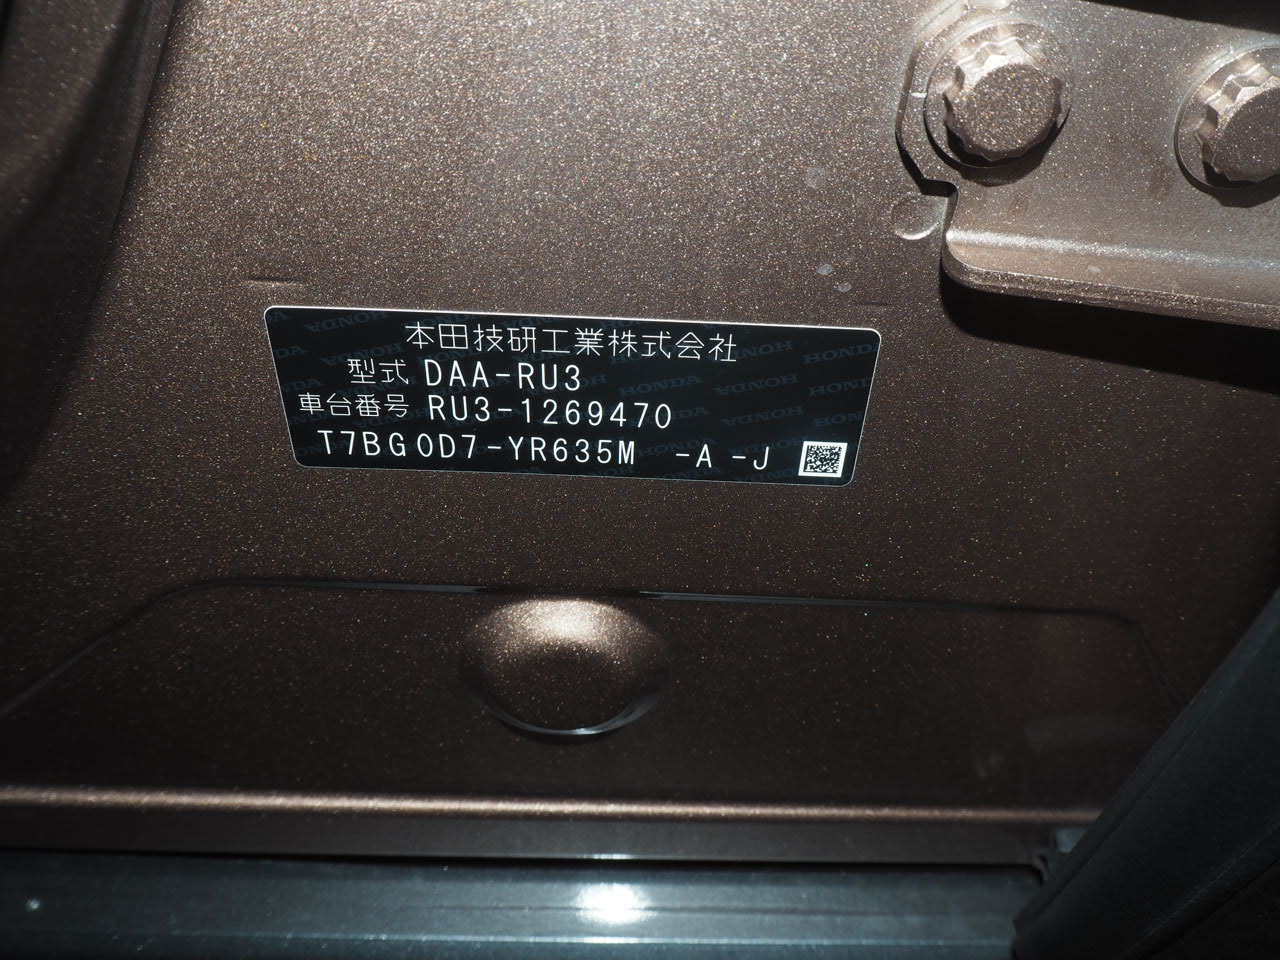 本田技研工業株式会社
型式 DAA-RU3
車台番号 RU3-1269470
T7BG0D7-YR635M -A -J